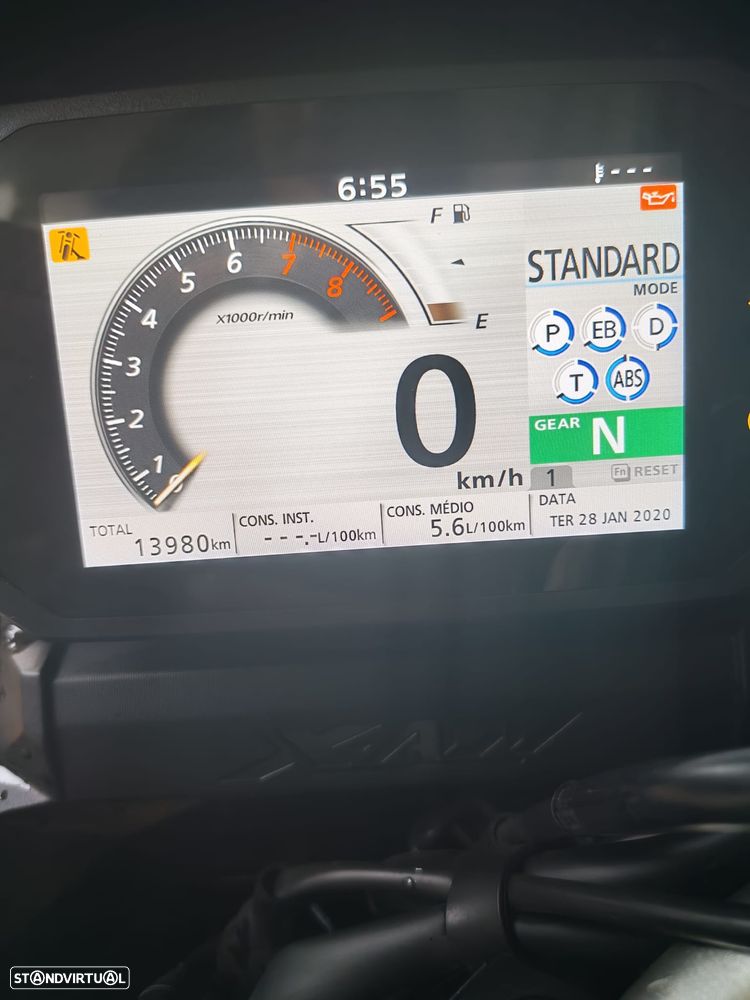 6:55
---
F
E
STANDARD
MODE
P EB D
T ABS
8
7
6
5
4
3
2
1
0
X1000r/min
0
km/h
GEAR N
1
Fn RESET
TOTAL
13980km
CONS. INST.
---.-L/100km
CONS. MÉDIO
5.6L/100km
DATA
TER 28 JAN 2020
X-ADV
STANDVIRTUAL